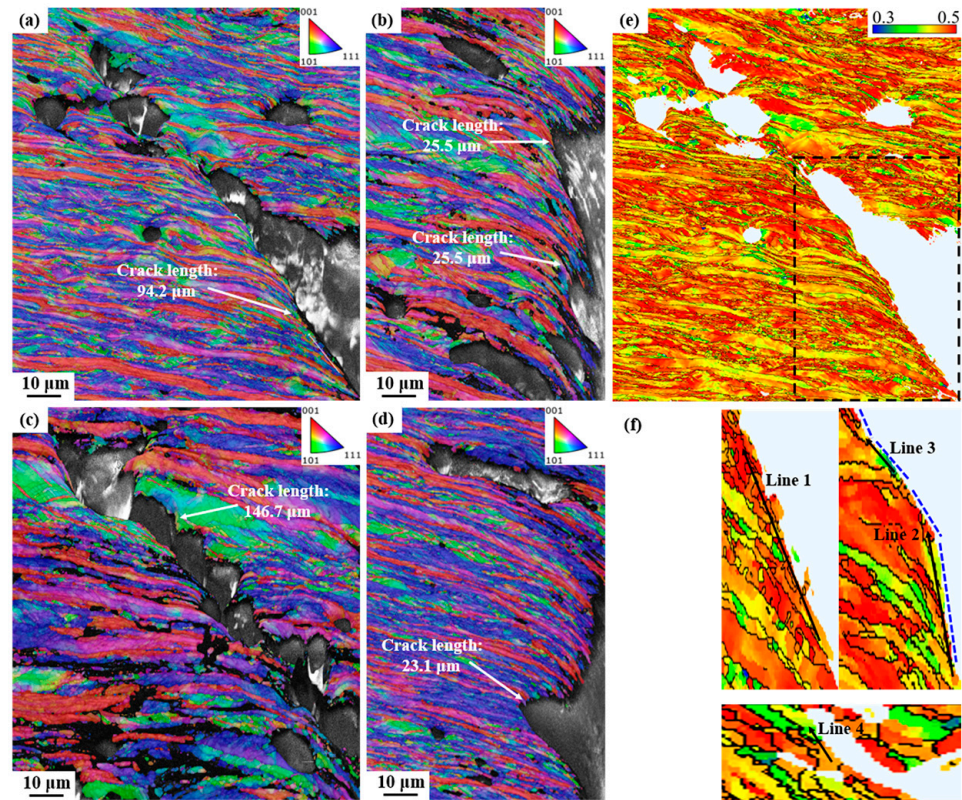 (a)
001
101
111
Crack length:
94.2 μm
10 μm
(b)
001
101
111
Crack length:
25.5 μm
Crack length:
25.5 μm
10 μm
(e)
0.3
0.5
(c)
001
101
111
Crack length:
146.7 μm
10 μm
(d)
001
101
111
Crack length:
23.1 μm
10 μm
(f)
Line 1
Line 3
Line 2
Line 4